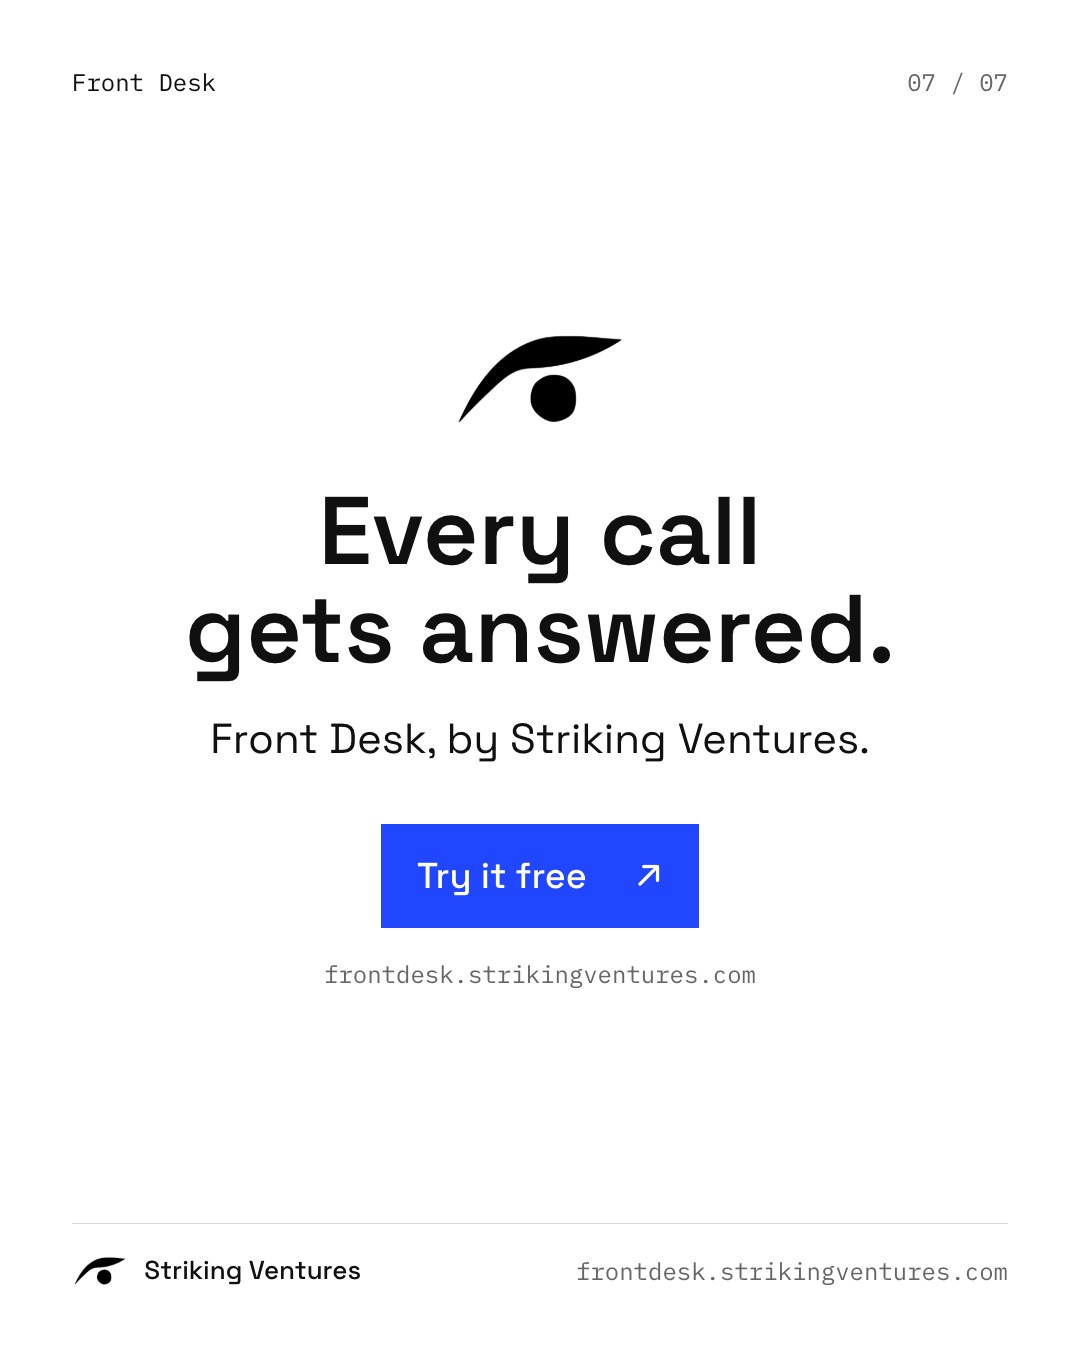 Front Desk
07 / 07
Every call
gets answered.
Front Desk, by Striking Ventures.
Try it free
frontdesk.strikingventures.com
Striking Ventures
frontdesk.strikingventures.com